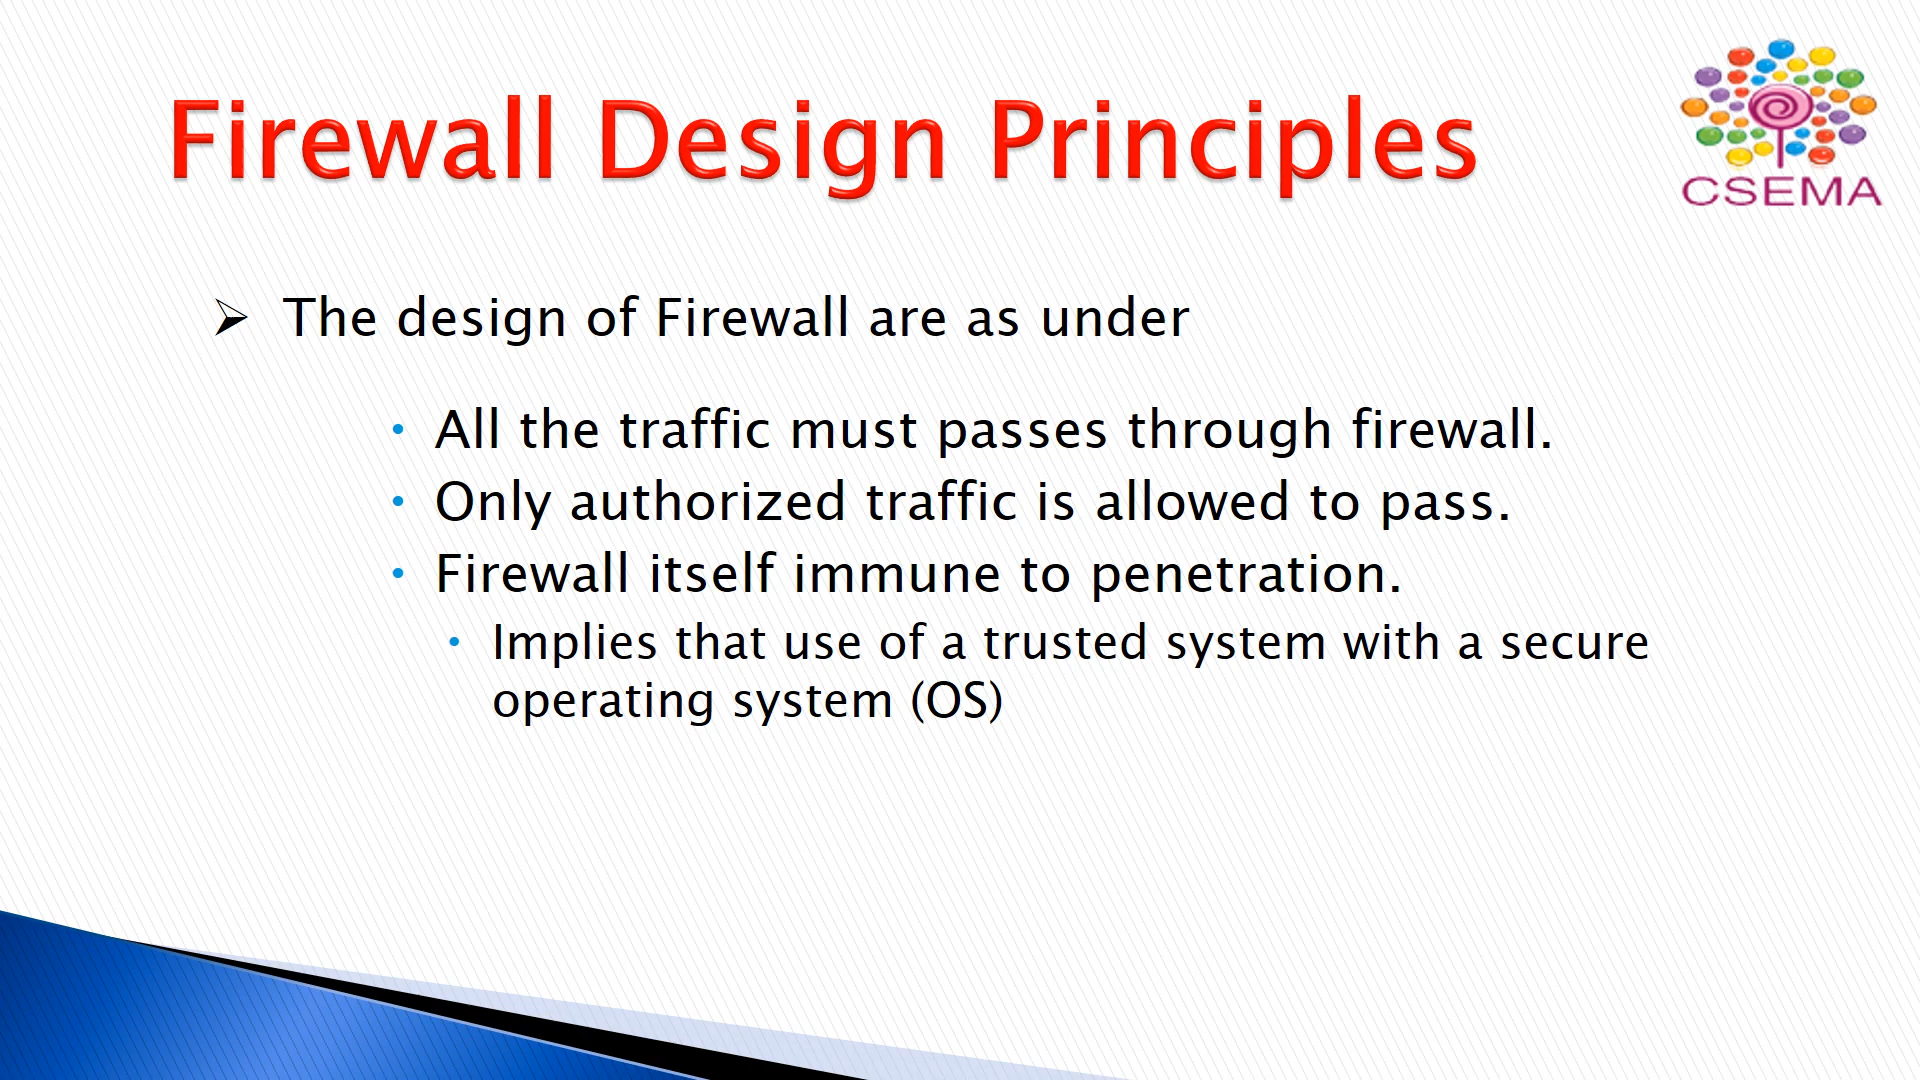 Firewall Design Principles
CSEMA
➢ The design of Firewall are as under
• All the traffic must passes through firewall.
• Only authorized traffic is allowed to pass.
• Firewall itself immune to penetration.
• Implies that use of a trusted system with a secure
operating system (OS)